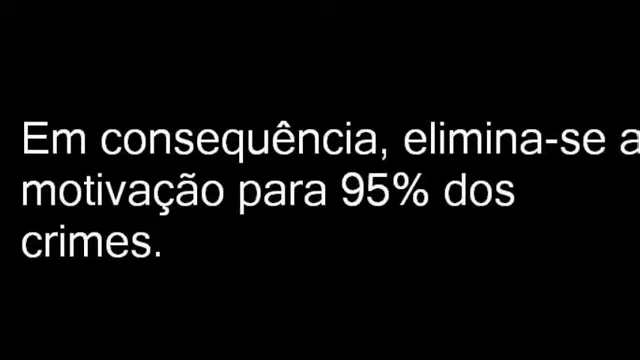 Em consequência, elimina-se a
motivação para 95% dos
crimes.